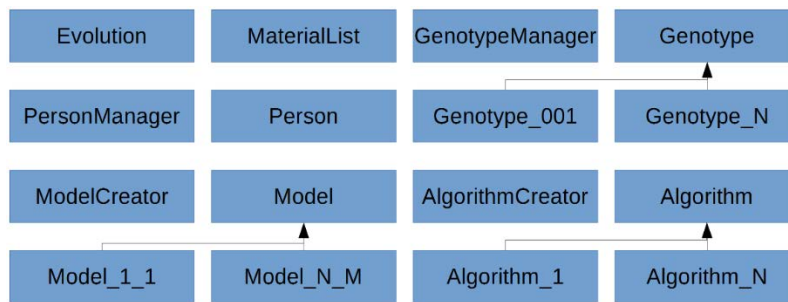 Evolution
MaterialList
GenotypeManager
Genotype
PersonManager
Person
Genotype_001
Genotype_N
ModelCreator
Model
AlgorithmCreator
Algorithm
Model_1_1
Model_N_M
Algorithm_1
Algorithm_N